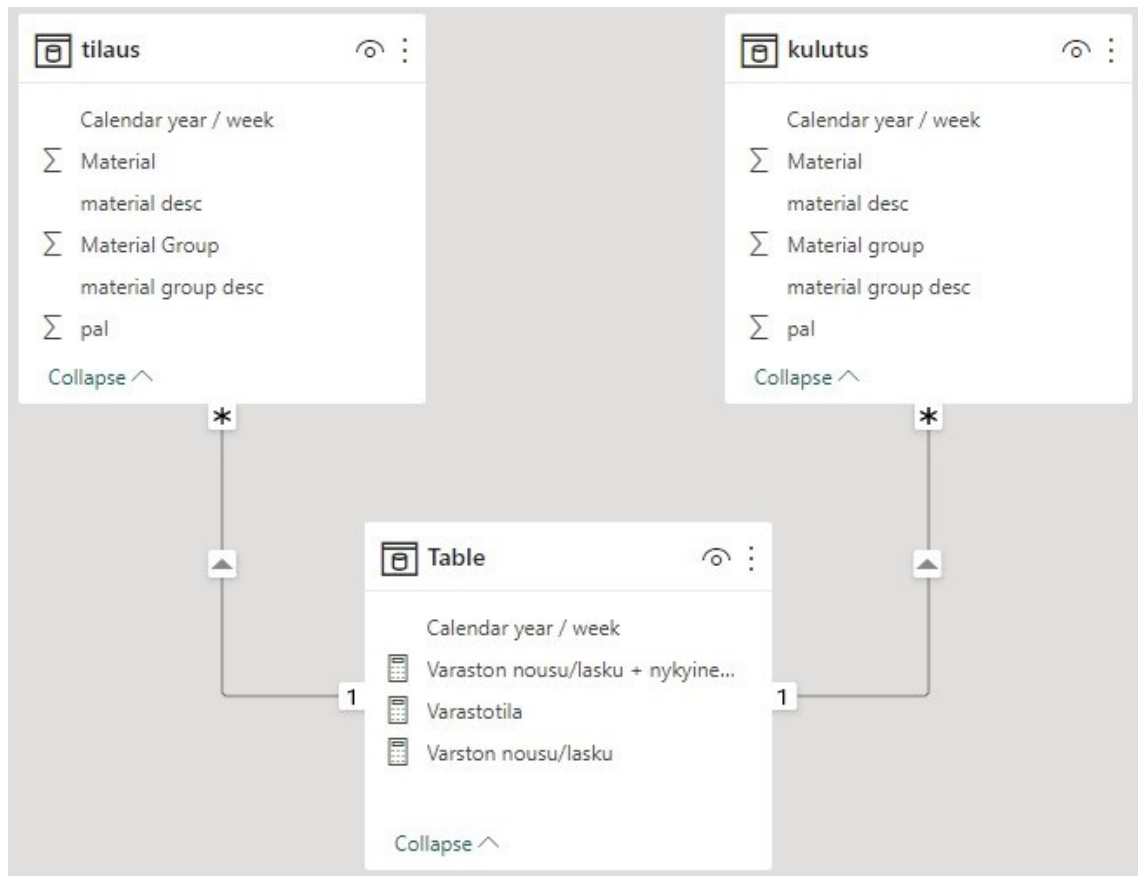 tilaus
Calendar year / week
Σ Material
material desc
Σ Material Group
material group desc
Σ pal
Collapse
*
kulutus
Calendar year / week
Σ Material
material desc
Σ Material group
material group desc
Σ pal
Collapse
*
Table
Calendar year / week
Varaston nousu/lasku + nykyine...
Varastotila
Varston nousu/lasku
Collapse
1
1